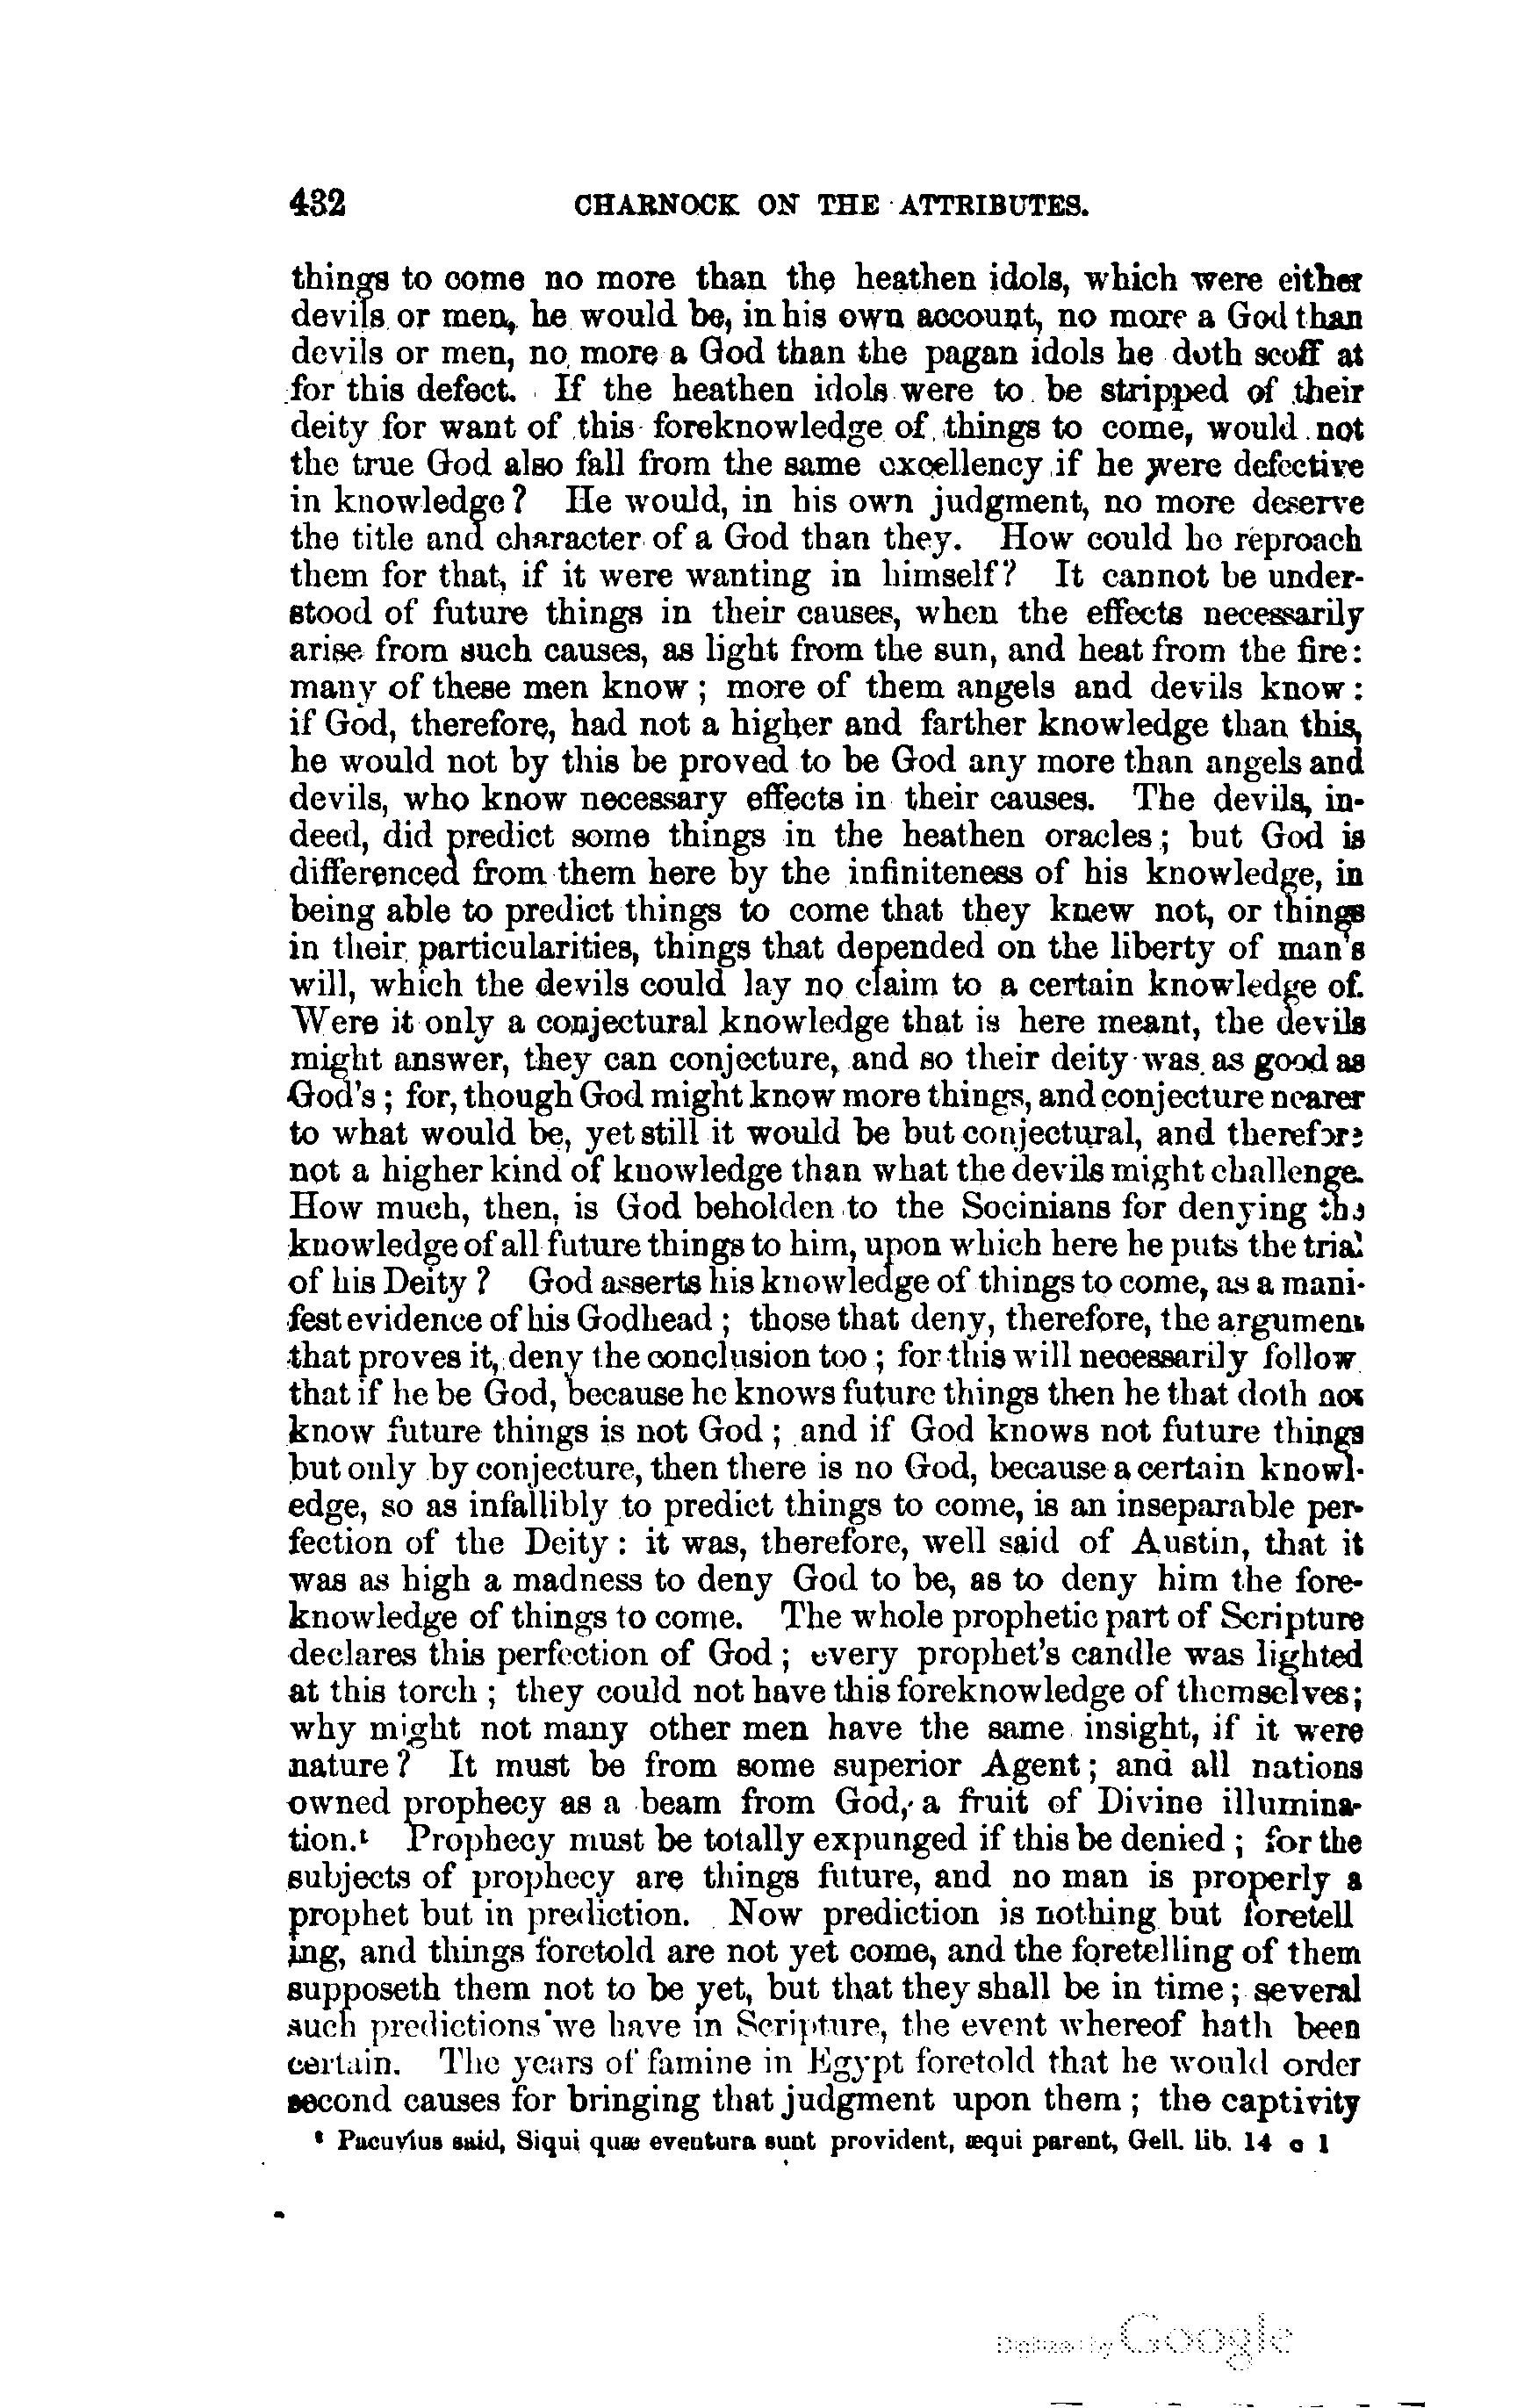 432 CHARNOCK ON THE ATTRIBUTES.
things to come no more than the heathen idols, which were either
devils or men, he would be, in his own account, no more a God than
devils or men, no more a God than the pagan idols he doth scoff at
for this defect. If the heathen idols were to be stripped of their
deity for want of this foreknowledge of things to come, would not
the true God also fall from the same excellency if he were defective
in knowledge? He would, in his own judgment, no more deserve
the title and character of a God than they. How could he reproach
them for that, if it were wanting in himself? It cannot be under-
stood of future things in their causes, when the effects necessarily
arise from such causes, as light from the sun, and heat from the fire:
many of these men know; more of them angels and devils know:
if God, therefore, had not a higher and farther knowledge than this,
he would not by this be proved to be God any more than angels and
devils, who know necessary effects in their causes. The devils, in-
deed, did predict some things in the heathen oracles; but God is
differenced from them here by the infiniteness of his knowledge, in
being able to predict things to come that they knew not, or things
in their particularities, things that depended on the liberty of man's
will, which the devils could lay no claim to a certain knowledge of.
Were it only a conjectural knowledge that is here meant, the devils
might answer, they can conjecture, and so their deity was as good as
God's; for, though God might know more things, and conjecture nearer
to what would be, yet still it would be but conjectural, and therefore
not a higher kind of knowledge than what the devils might challenge.
How much, then, is God beholden to the Socinians for denying the
knowledge of all future things to him, upon which here he puts the trial
of his Deity? God asserts his knowledge of things to come, as a mani-
fest evidence of his Godhead; those that deny, therefore, the argument
that proves it, deny the conclusion too; for this will necessarily follow
that if he be God, because he knows future things then he that doth not
know future things is not God; and if God knows not future things
but only by conjecture, then there is no God, because a certain knowl-
edge, so as infallibly to predict things to come, is an inseparable per-
fection of the Deity: it was, therefore, well said of Austin, that it
was as high a madness to deny God to be, as to deny him the fore-
knowledge of things to come. The whole prophetic part of Scripture
declares this perfection of God; every prophet's candle was lighted
at this torch; they could not have this foreknowledge of themselves;
why might not many other men have the same insight, if it were
nature? It must be from some superior Agent; and all nations
owned prophecy as a beam from God, a fruit of Divine illumina-
tion.t Prophecy must be totally expunged if this be denied; for the
subjects of prophecy are things future, and no man is properly a
prophet but in prediction. Now prediction is nothing but foretell
ing, and things foretold are not yet come, and the foretelling of them
supposeth them not to be yet, but that they shall be in time; several
such predictions we have in Scripture, the event whereof hath been
certain. The years of famine in Egypt foretold that he would order
second causes for bringing that judgment upon them; the captivity
t Pacuvius said, Siqui quæ eventura sunt provident, æqui parent, Gell. lib. 14 c 1
Digitized by Google